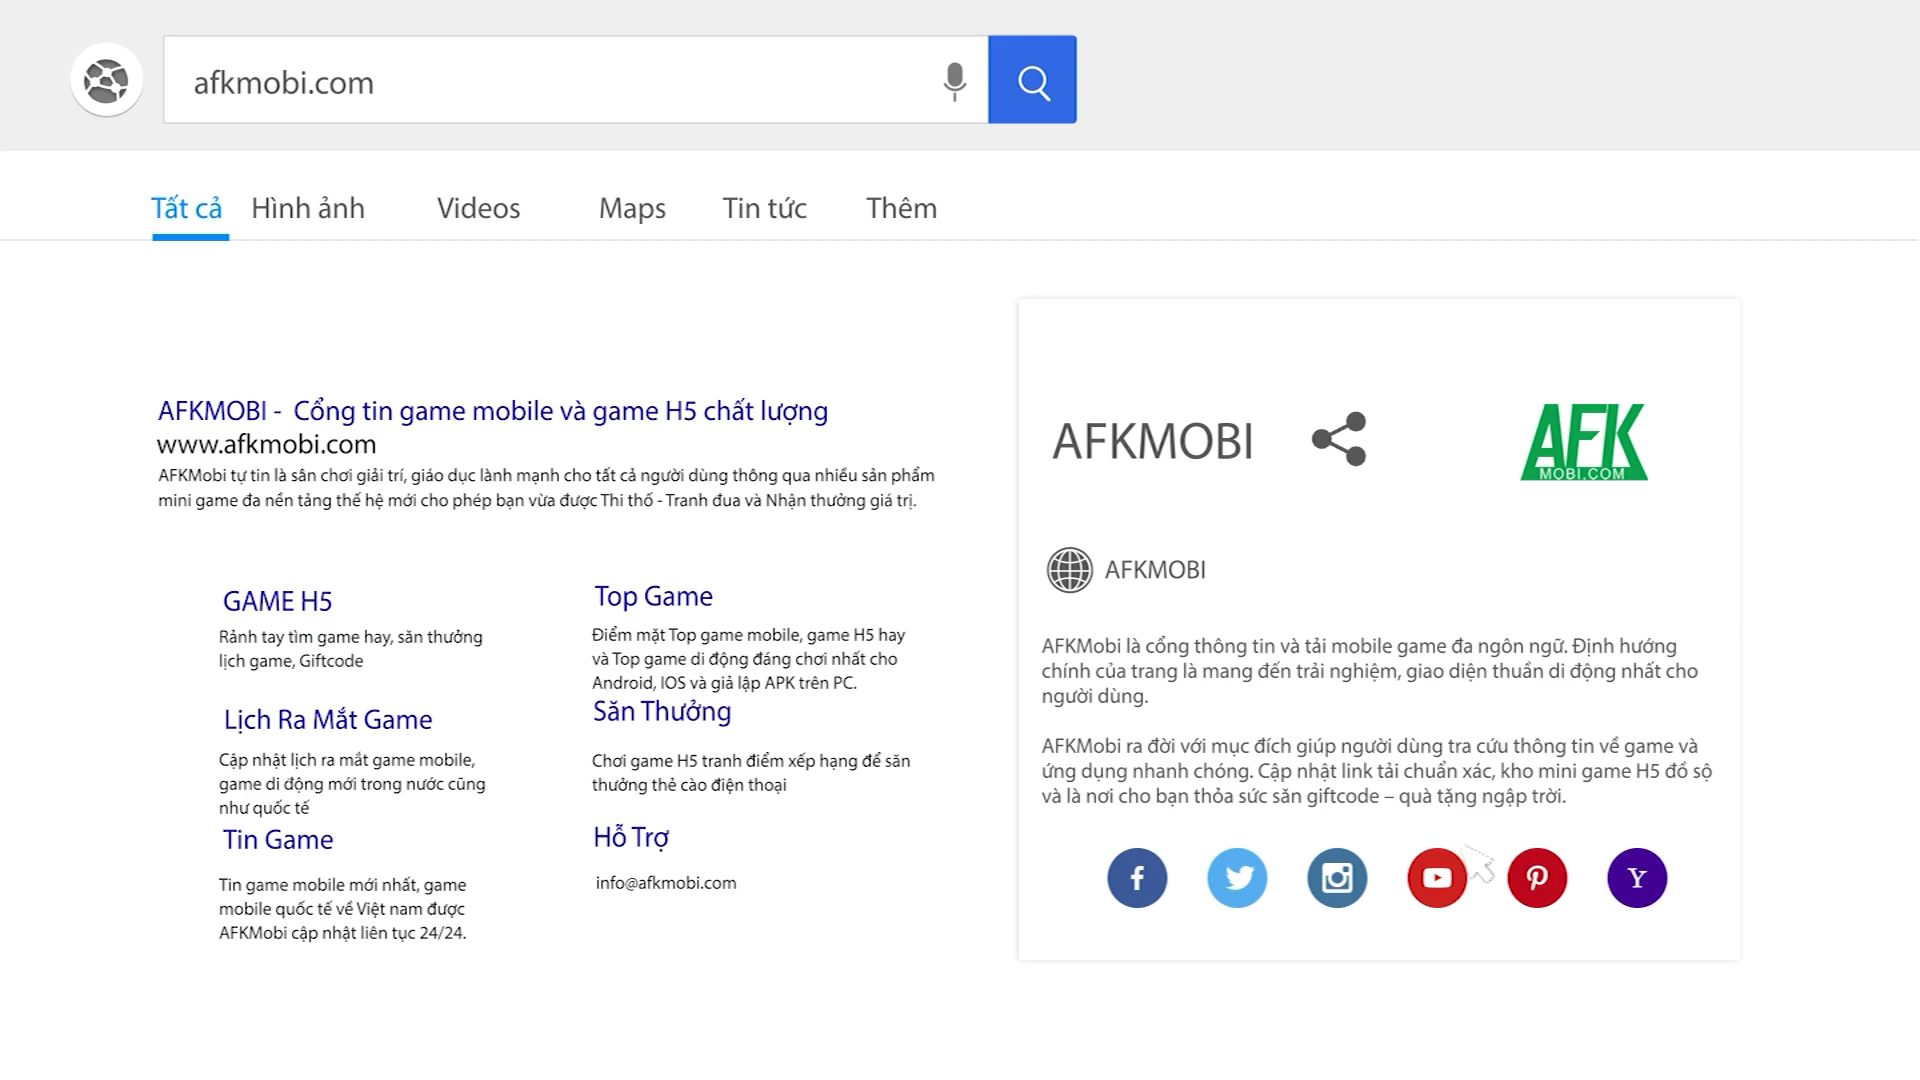 afkmobi.com
Tất cả Hình ảnh Videos Maps Tin tức Thêm
AFKMOBI - Cổng tin game mobile và game H5 chất lượng
www.afkmobi.com
AFKMobi tự tin là sân chơi giải trí, giáo dục lành mạnh cho tất cả người dùng thông qua nhiều sản phẩm
mini game đa nền tảng thế hệ mới cho phép bạn vừa được Thi thố - Tranh đua và Nhận thưởng giá trị.
GAME H5
Rảnh tay tìm game hay, săn thưởng
lịch game, Giftcode
Lịch Ra Mắt Game
Cập nhật lịch ra mắt game mobile,
game di động mới trong nước cũng
như quốc tế
Tin Game
Tin game mobile mới nhất, game
mobile quốc tế về Việt nam được
AFKMobi cập nhật liên tục 24/24.
Top Game
Điểm mặt Top game mobile, game H5 hay
và Top game di động đáng chơi nhất cho
Android, IOS và giả lập APK trên PC.
Săn Thưởng
Chơi game H5 tranh điểm xếp hạng để săn
thưởng thẻ cào điện thoại
Hỗ Trợ
info@afkmobi.com
AFKMOBI
AFK
MOBI.COM
AFKMOBI
AFKMobi là cổng thông tin và tải mobile game đa ngôn ngữ. Định hướng
chính của trang là mang đến trải nghiệm, giao diện thuần di động nhất cho
người dùng.
AFKMobi ra đời với mục đích giúp người dùng tra cứu thông tin về game và
ứng dụng nhanh chóng. Cập nhật link tải chuẩn xác, kho mini game H5 đồ sộ
và là nơi cho bạn thỏa sức săn giftcode – quà tặng ngập trời.